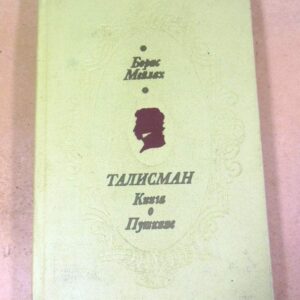 Борис
Мейлах
ТАЛИСМАН
Книга
о
Пушкине